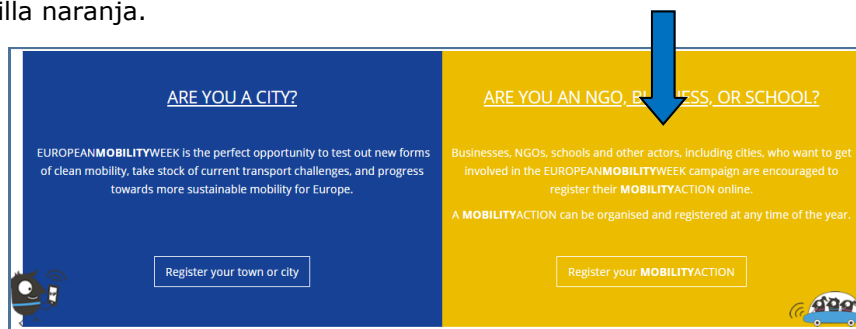 illa naranja.
ARE YOU A CITY?
EUROPEANMOBILITYWEEK is the perfect opportunity to test out new forms
of clean mobility, take stock of current transport challenges, and progress
towards more sustainable mobility for Europe.
Register your town or city
ARE YOU AN NGO, B ESS, OR SCHOOL?
Businesses, NGOs, schools and other actors, including cities, who want to get
involved in the EUROPEANMOBILITYWEEK campaign are encouraged to
register their MOBILITYACTION online.
A MOBILITYACTION can be organised and registered at any time of the year.
Register your MOBILITYACTION